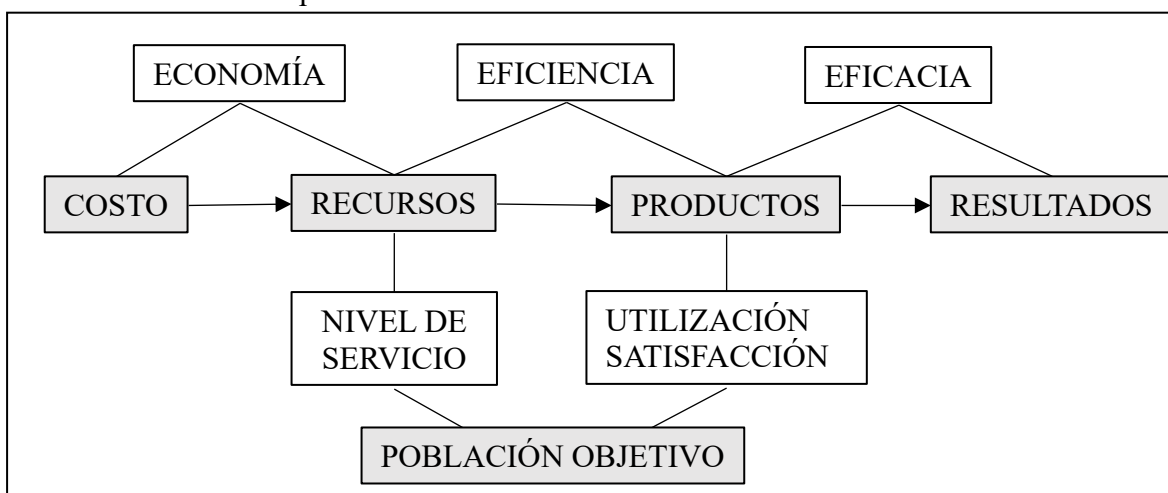 ECONOMÍA
EFICIENCIA
EFICACIA
COSTO
RECURSOS
PRODUCTOS
RESULTADOS
NIVEL DE
SERVICIO
UTILIZACIÓN
SATISFACCIÓN
POBLACIÓN OBJETIVO